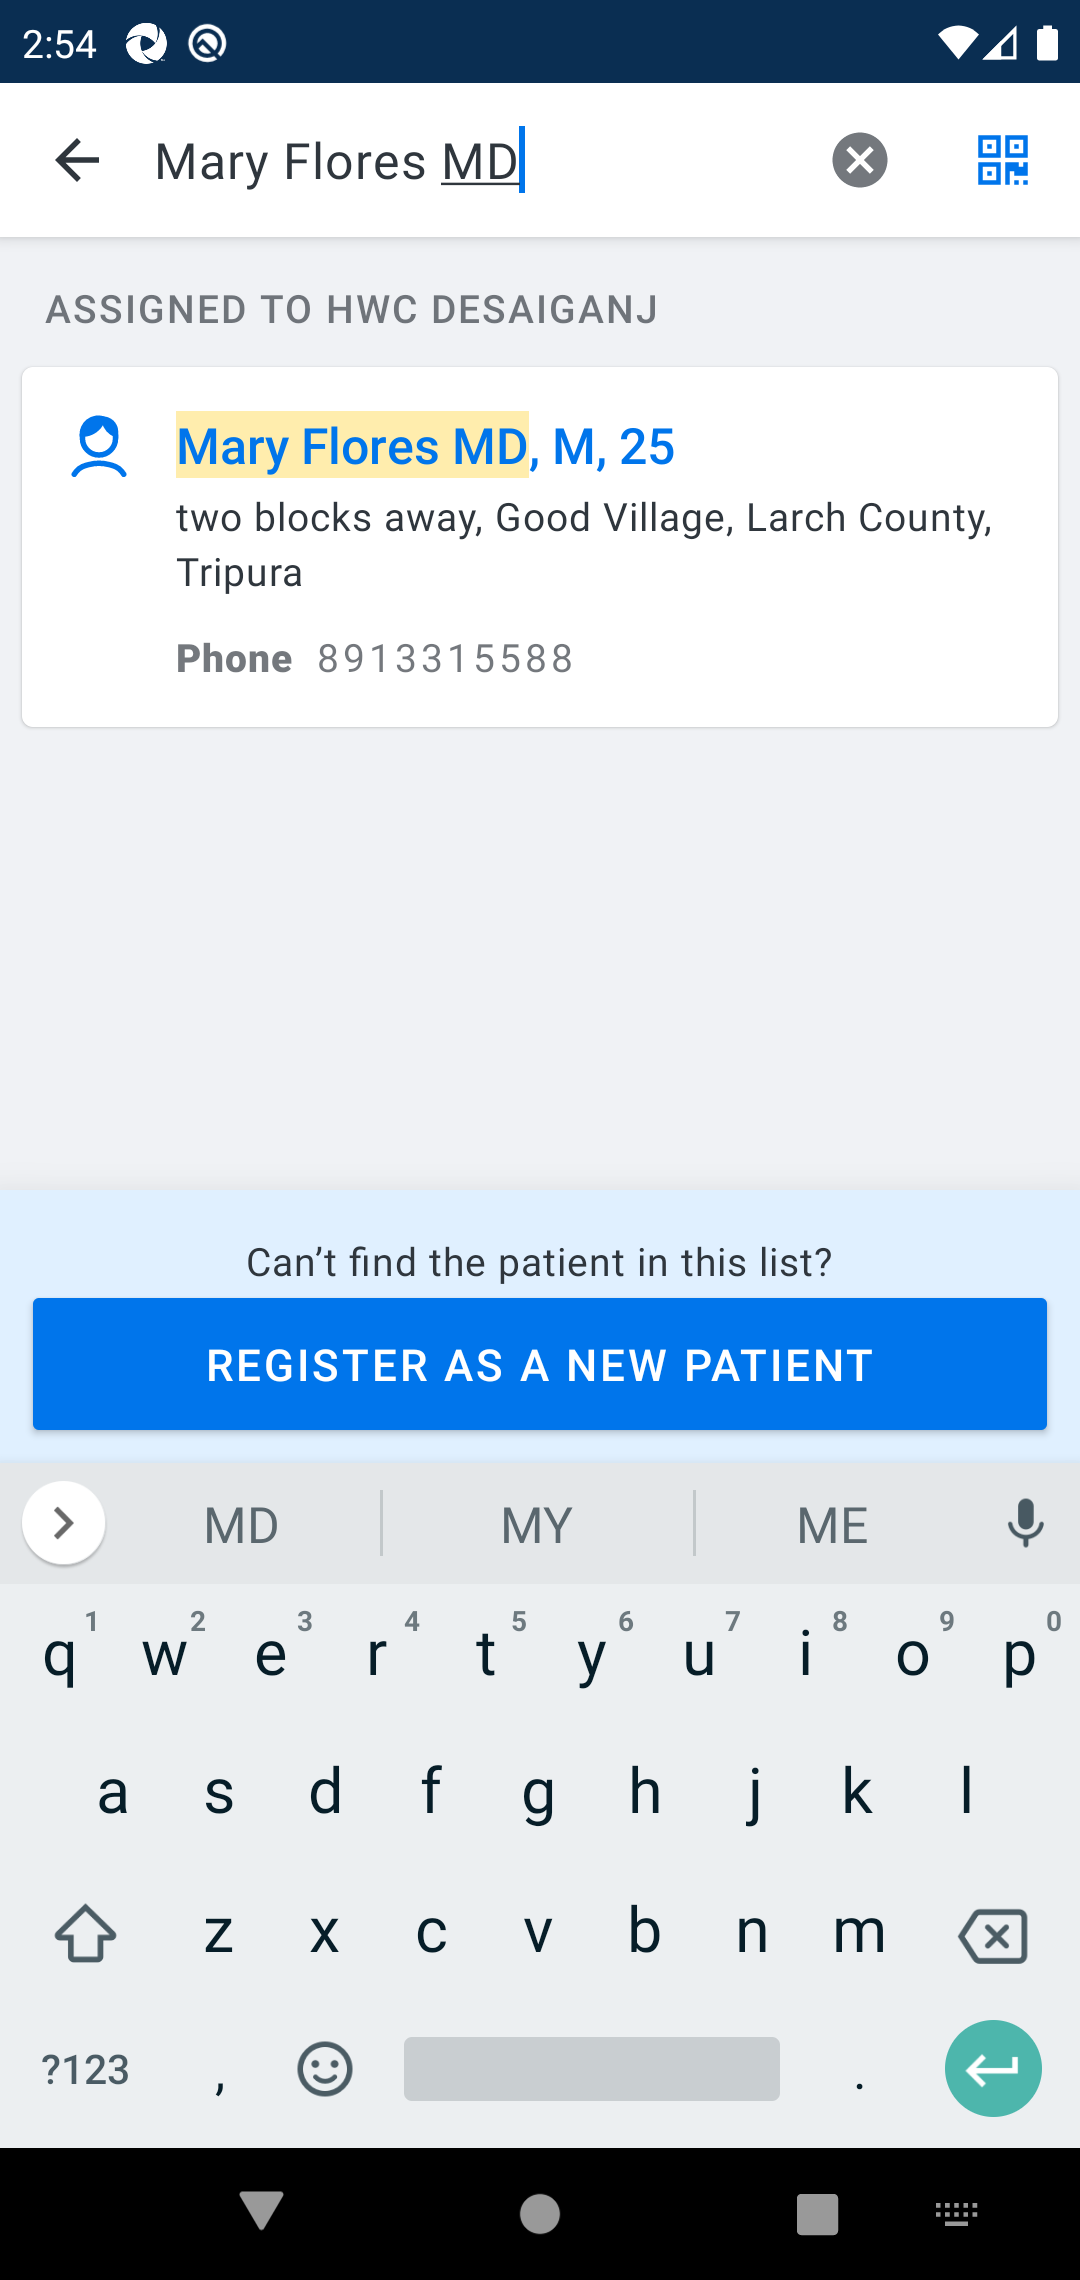 2:54
Mary Flores MD
ASSIGNED TO HWC DESAIGANJ
Mary Flores MD, M, 25
two blocks away, Good Village, Larch County,
Tripura
Phone 8913315588
Can’t find the patient in this list?
REGISTER AS A NEW PATIENT
MD MY ME
1 2 3 4 5 6 7 8 9 0
q w e r t y u i o p
a s d f g h j k l
z x c v b n m
?123 , .